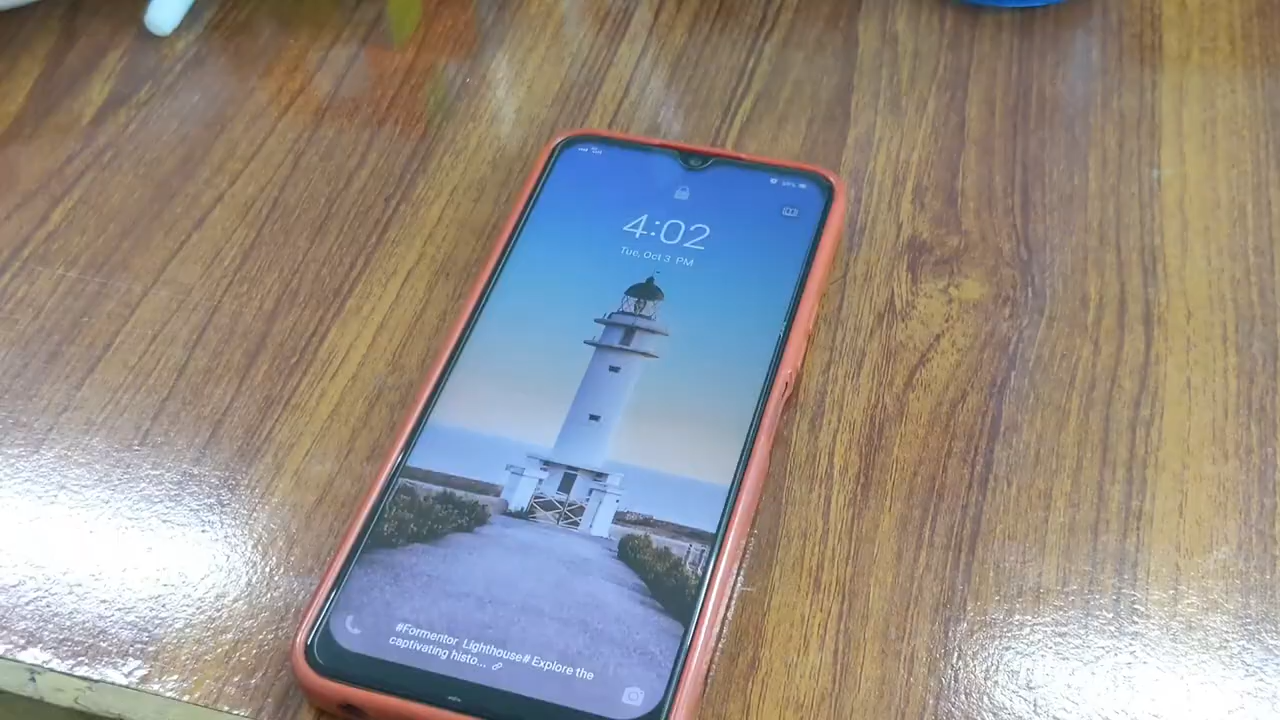 4:02
Tue, Oct 3 PM
#Formentor Lighthouse# Explore the
captivating histo...